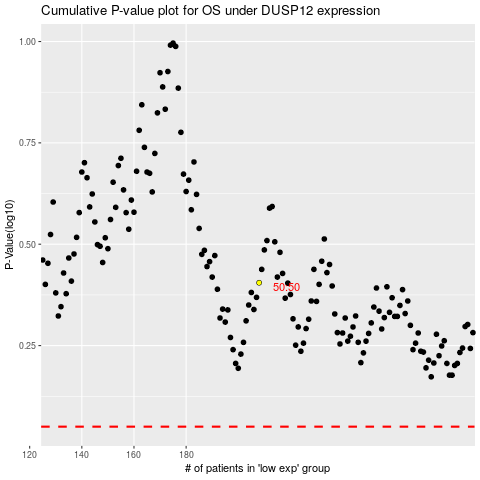 Cumulative P-value plot for OS under DUSP12 expression
1.00
0.75
0.50
0.25
P-Value(log10)
50:50
120 140 160 180
# of patients in 'low exp' group